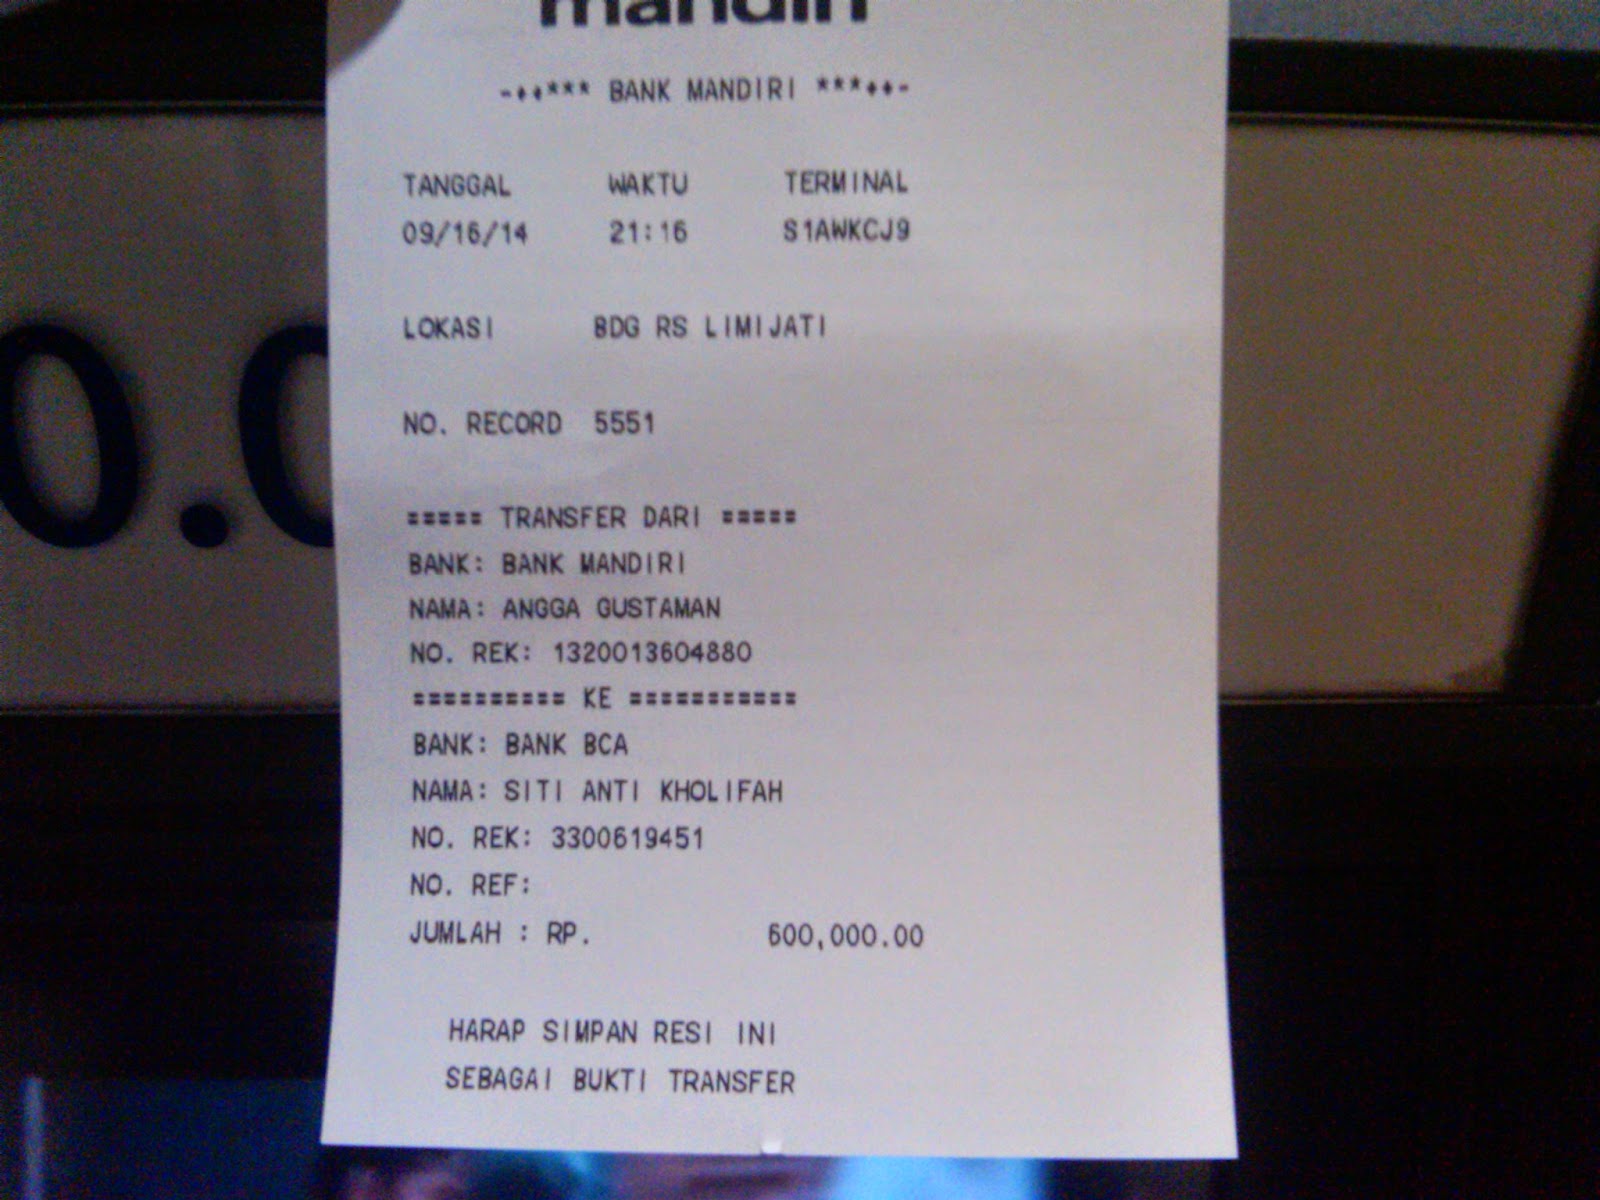 mandiri
-++*** BANK MANDIRI ***++-
TANGGAL WAKTU TERMINAL
09/16/14 21:16 S1AWKCJ9
LOKASI BDG RS LIMIJATI
NO. RECORD 5551
===== TRANSFER DARI =====
BANK: BANK MANDIRI
NAMA: ANGGA GUSTAMAN
NO. REK: 1320013604880
========== KE ===========
BANK: BANK BCA
NAMA: SITI ANTI KHOLIFAH
NO. REK: 3300619451
NO. REF:
JUMLAH : RP. 600,000.00
HARAP SIMPAN RESI INI
SEBAGAI BUKTI TRANSFER
0.0